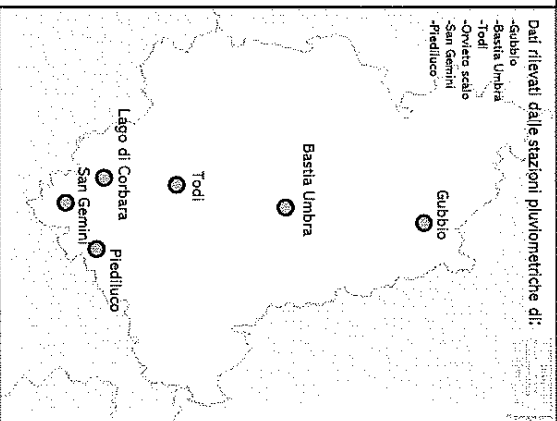 Dati rilevati dalle stazioni pluviometriche di:
-Gubbio
-Bastia Umbra
-Todi
-Orvieto scalo
-San Gemini
-Piediluco
Gubbio
Bastia Umbra
Todi
Lago di Corbara
San Gemini
Piediluco